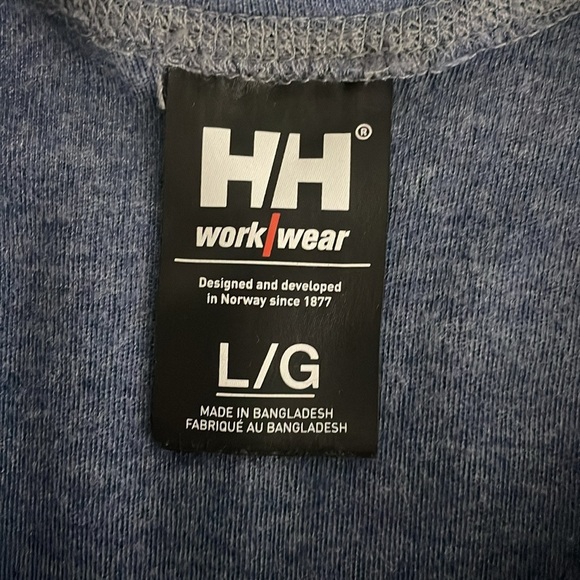 HH®
work/wear
Designed and developed
in Norway since 1877
L/G
MADE IN BANGLADESH
FABRIQUÉ AU BANGLADESH